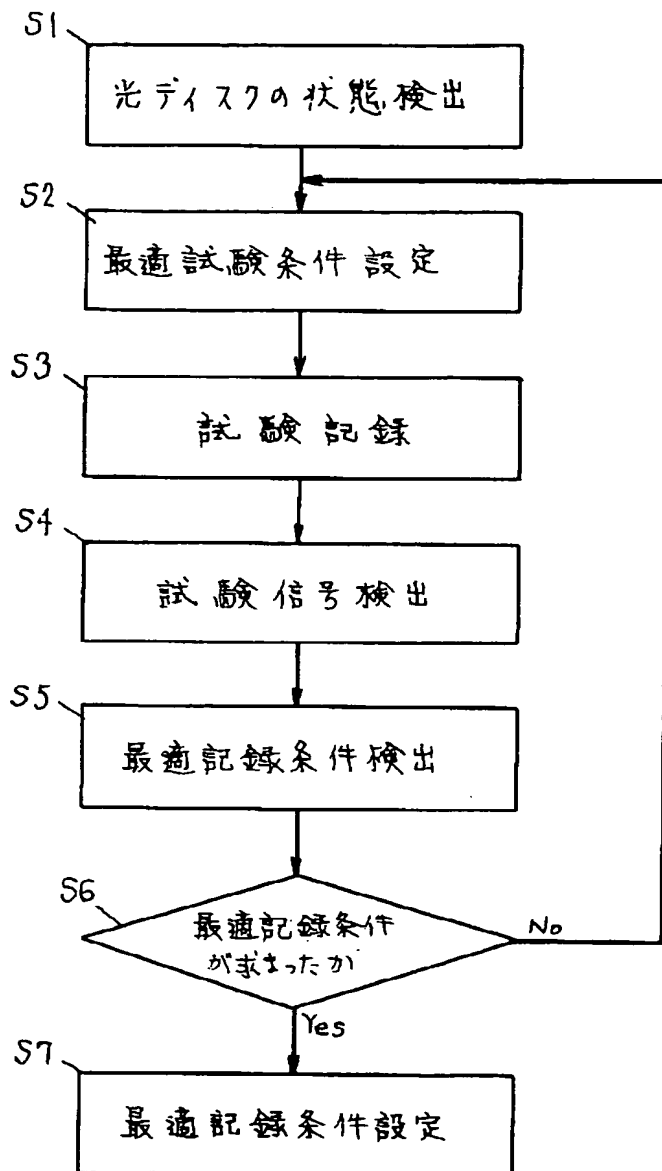 S1
光ディスクの状態検出
S2
最適試験条件設定
S3
試験記録
S4
試験信号検出
S5
最適記録条件検出
S6
最適記録条件
が求まったか
No
Yes
S7
最適記録条件設定